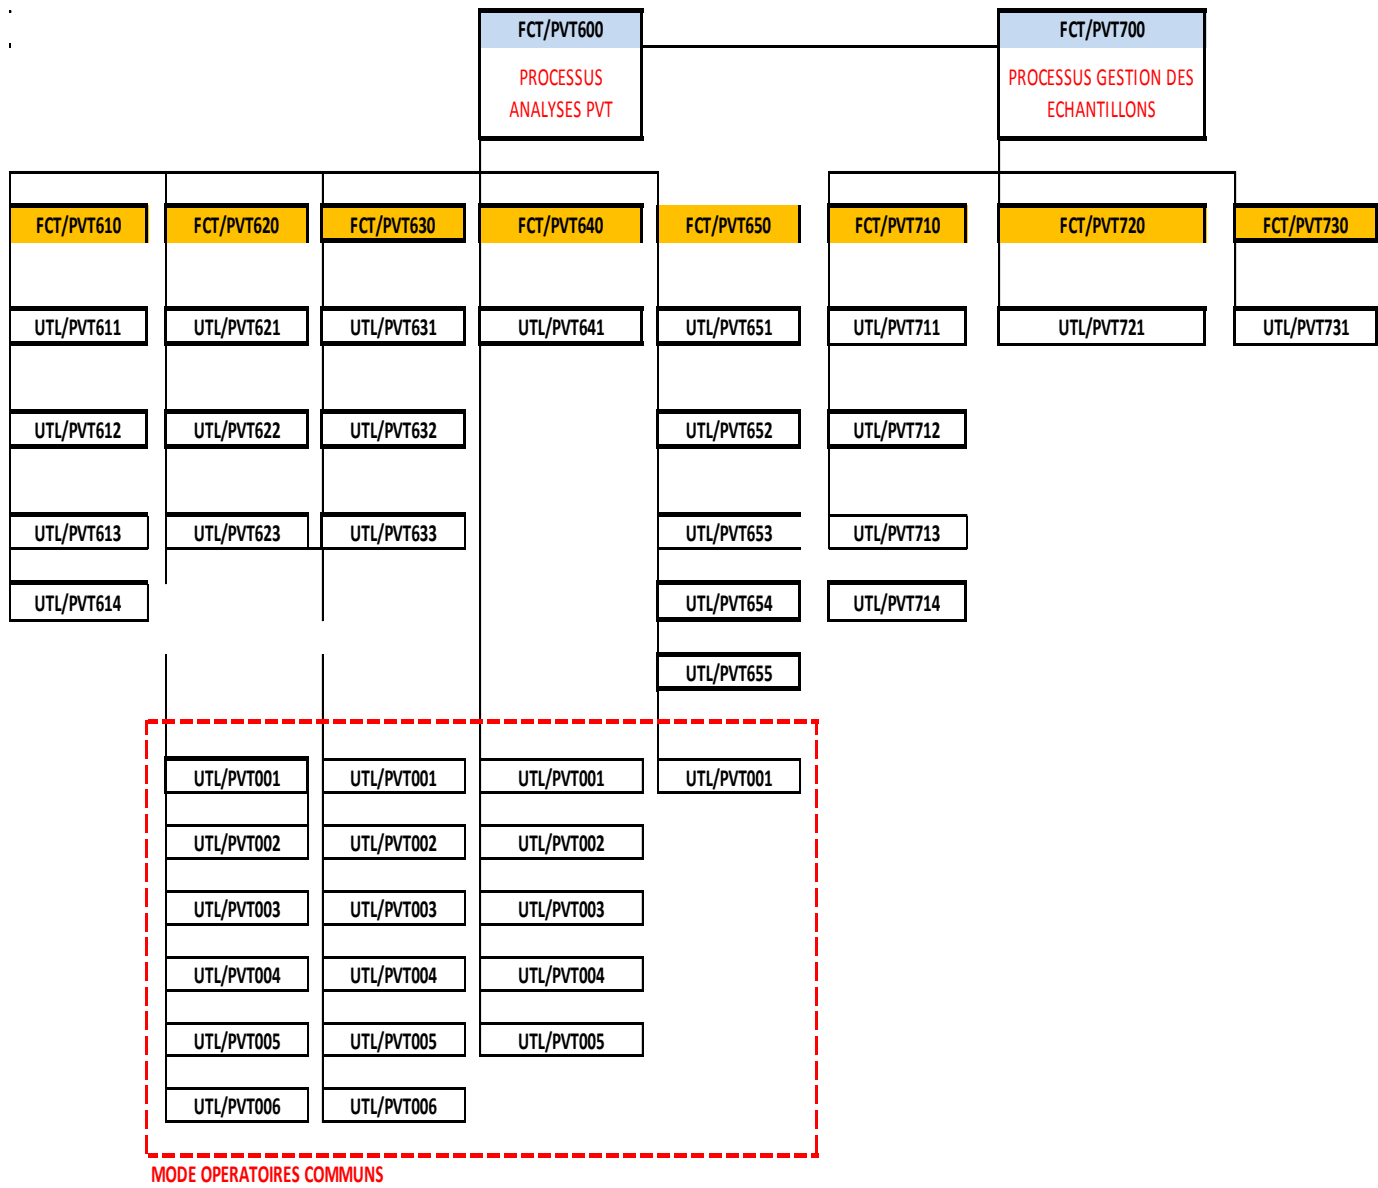 FCT/PVT600
FCT/PVT700
PROCESSUS
ANALYSES PVT
PROCESSUS GESTION DES
ECHANTILLONS
FCT/PVT610
FCT/PVT620
FCT/PVT630
FCT/PVT640
FCT/PVT650
FCT/PVT710
FCT/PVT720
FCT/PVT730
UTL/PVT611
UTL/PVT621
UTL/PVT631
UTL/PVT641
UTL/PVT651
UTL/PVT711
UTL/PVT721
UTL/PVT731
UTL/PVT612
UTL/PVT622
UTL/PVT632
UTL/PVT652
UTL/PVT712
UTL/PVT613
UTL/PVT623
UTL/PVT633
UTL/PVT653
UTL/PVT713
UTL/PVT614
UTL/PVT654
UTL/PVT714
UTL/PVT655
UTL/PVT001
UTL/PVT001
UTL/PVT001
UTL/PVT001
UTL/PVT002
UTL/PVT002
UTL/PVT002
UTL/PVT003
UTL/PVT003
UTL/PVT003
UTL/PVT004
UTL/PVT004
UTL/PVT004
UTL/PVT005
UTL/PVT005
UTL/PVT005
UTL/PVT006
UTL/PVT006
MODE OPERATOIRES COMMUNS